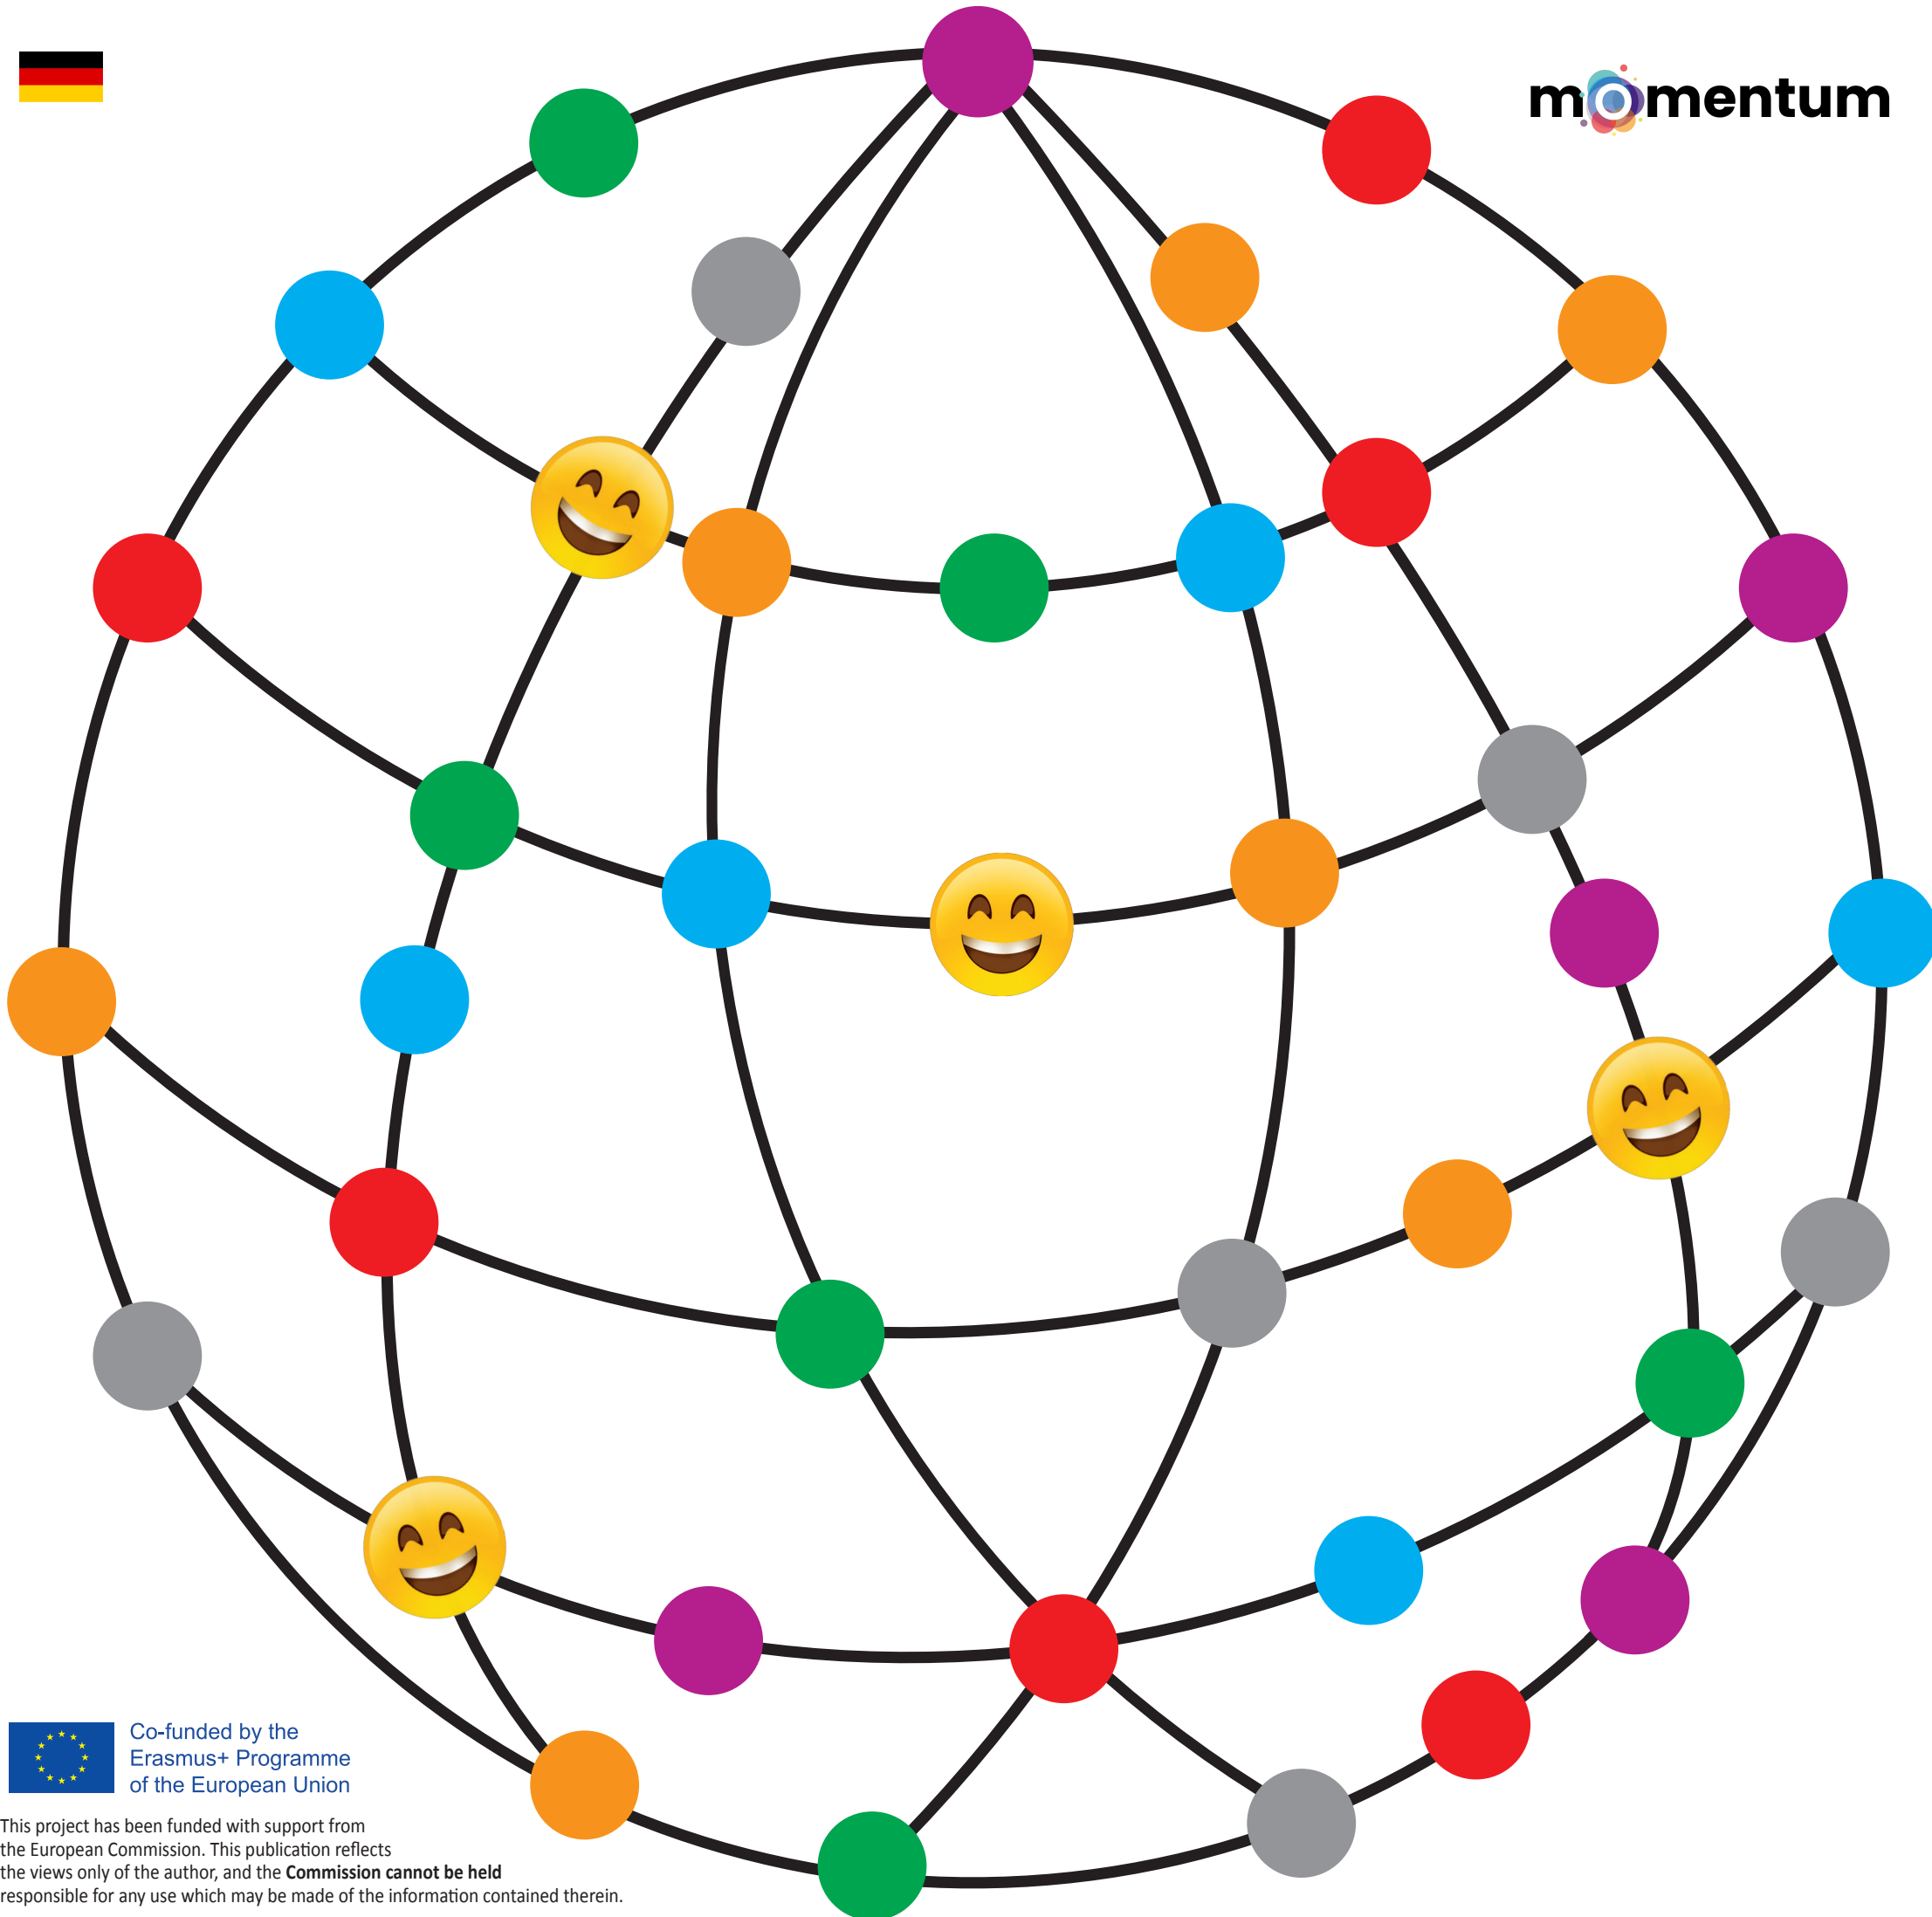 momentum
Co-funded by the
Erasmus+ Programme
of the European Union
This project has been funded with support from
the European Commission. This publication reflects
the views only of the author, and the Commission cannot be held
responsible for any use which may be made of the information contained therein.